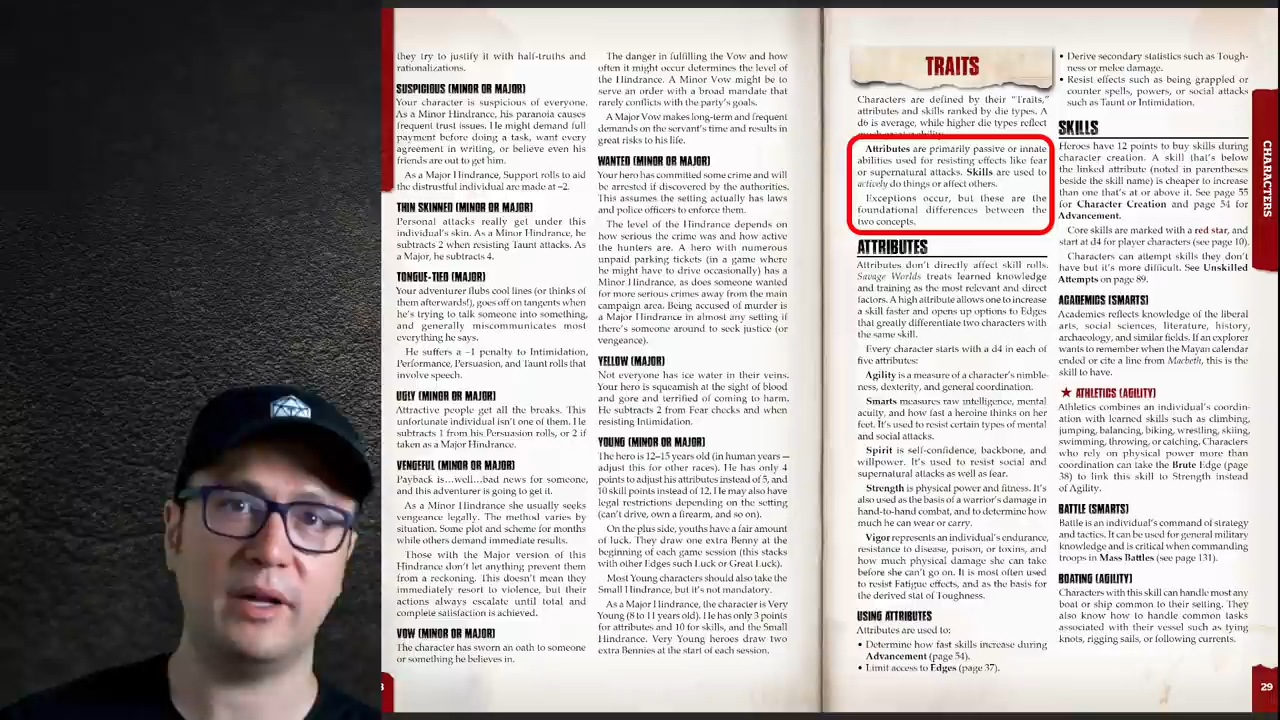 they try to justify it with half-truths and
rationalizations.
SUSPICIOUS (MINOR OR MAJOR)
Your character is suspicious of everyone.
As a Minor Hindrance, his paranoia causes
frequent trust issues. He might demand full
payment before doing a task, want every
agreement in writing, or believe even his
friends are out to get him.
As a Major Hindrance, Support rolls to aid
the distrustful individual are made at –2.
THIN SKINNED (MINOR OR MAJOR)
Personal attacks really get under this
individual's skin. As a Minor Hindrance, he
subtracts 2 when resisting Taunt attacks. As
a Major, he subtracts 4.
TONGUE-TIED (MAJOR)
Your adventurer flubs cool lines (or thinks of
them afterwards!), goes off on tangents when
he's trying to talk someone into something,
and generally miscommunicates most
everything he says.
He suffers a –1 penalty to Intimidation,
Performance, Persuasion, and Taunt rolls that
involve speech.
UGLY (MINOR OR MAJOR)
Attractive people get all the breaks. This
unfortunate individual isn't one of them. He
subtracts 1 from his Persuasion rolls, or 2 if
taken as a Major Hindrance.
VENGEFUL (MINOR OR MAJOR)
Payback is…well…bad news for someone,
and this adventurer is going to get it.
As a Minor Hindrance she usually seeks
vengeance legally. The method varies by
situation. Some plot and scheme for months
while others demand immediate results.
Those with the Major version of this
Hindrance don't let anything prevent them
from a reckoning. This doesn't mean they
immediately resort to violence, but their
actions always escalate until total and
complete satisfaction is achieved.
VOW (MINOR OR MAJOR)
The character has sworn an oath to someone
or something he believes in.
The danger in fulfilling the Vow and how
often it might occur determines the level of
the Hindrance. A Minor Vow might be to
serve an order with a broad mandate that
rarely conflicts with the party's goals.
A Major Vow makes long-term and frequent
demands on the servant's time and results in
great risks to his life.
WANTED (MINOR OR MAJOR)
Your hero has committed some crime and will
be arrested if discovered by the authorities.
This assumes the setting actually has laws
and police officers to enforce them.
The level of the Hindrance depends on
how serious the crime was and how active
the hunters are. A hero with numerous
unpaid parking tickets (in a game where
he might have to drive occasionally) has a
Minor Hindrance, as does someone wanted
for more serious crimes away from the main
campaign area. Being accused of murder is
a Major Hindrance in almost any setting if
there's someone around to seek justice (or
vengeance).
YELLOW (MAJOR)
Not everyone has ice water in their veins.
Your hero is squeamish at the sight of blood
and gore and terrified of coming to harm.
He subtracts 2 from Fear checks and when
resisting Intimidation.
YOUNG (MINOR OR MAJOR)
The hero is 12–15 years old (in human years—
adjust this for other races). He has only 4
points to adjust his attributes instead of 5, and
10 skill points instead of 12. He may also have
legal restrictions depending on the setting
(can't drive, own a firearm, and so on).
On the plus side, youths have a fair amount
of luck. They draw one extra Benny at the
beginning of each game session (this stacks
with other Edges such Luck or Great Luck).
Most Young characters should also take the
Small Hindrance, but it's not mandatory.
As a Major Hindrance, the character is Very
Young (8 to 11 years old). He has only 3 points
for attributes and 10 for skills, and the Small
Hindrance. Very Young heroes draw two
extra Bennies at the start of each session.
TRAITS
Characters are defined by their "Traits,"
attributes and skills ranked by die types. A
d6 is average, while higher die types reflect
much greater ability.
Attributes are primarily passive or innate
abilities used for resisting effects like fear
or supernatural attacks. Skills are used to
actively do things or affect others.
Exceptions occur, but these are the
foundational differences between the
two concepts.
ATTRIBUTES
Attributes don't directly affect skill rolls.
Savage Worlds treats learned knowledge
and training as the most relevant and direct
factors. A high attribute allows one to increase
a skill faster and opens up options to Edges
that greatly differentiate two characters with
the same skill.
Every character starts with a d4 in each of
five attributes:
Agility is a measure of a character's nimble-
ness, dexterity, and general coordination.
Smarts measures raw intelligence, mental
acuity, and how fast a heroine thinks on her
feet. It's used to resist certain types of mental
and social attacks.
Spirit is self-confidence, backbone, and
willpower. It's used to resist social and
supernatural attacks as well as fear.
Strength is physical power and fitness. It's
also used as the basis of a warrior's damage in
hand-to-hand combat, and to determine how
much he can wear or carry.
Vigor represents an individual's endurance,
resistance to disease, poison, or toxins, and
how much physical damage she can take
before she can't go on. It is most often used
to resist Fatigue effects, and as the basis for
the derived stat of Toughness.
USING ATTRIBUTES
Attributes are used to:
• Determine how fast skills increase during
Advancement (page 54).
• Limit access to Edges (page 37).
• Derive secondary statistics such as Tough-
ness or melee damage.
• Resist effects such as being grappled or
counter spells, powers, or social attacks
such as Taunt or Intimidation.
SKILLS
Heroes have 12 points to buy skills during
character creation. A skill that's below
the linked attribute (noted in parentheses
beside the skill name) is cheaper to increase
than one that's at or above it. See page 55
for Character Creation and page 54 for
Advancement.
Core skills are marked with a red star, and
start at d4 for player characters (see page 10).
Characters can attempt skills they don't
have but it's more difficult. See Unskilled
Attempts on page 89.
ACADEMICS (SMARTS)
Academics reflects knowledge of the liberal
arts, social sciences, literature, history,
archaeology, and similar fields. If an explorer
wants to remember when the Mayan calendar
ended or cite a line from Macbeth, this is the
skill to have.
★ ATHLETICS (AGILITY)
Athletics combines an individual's coordin-
ation with learned skills such as climbing,
jumping, balancing, biking, wrestling, skiing,
swimming, throwing, or catching. Characters
who rely on physical power more than
coordination can take the Brute Edge (page
38) to link this skill to Strength instead
of Agility.
BATTLE (SMARTS)
Battle is an individual's command of strategy
and tactics. It can be used for general military
knowledge and is critical when commanding
troops in Mass Battles (see page 131).
BOATING (AGILITY)
Characters with this skill can handle most any
boat or ship common to their setting. They
also know how to handle common tasks
associated with their vessel such as tying
knots, rigging sails, or following currents.
CHARACTERS
29